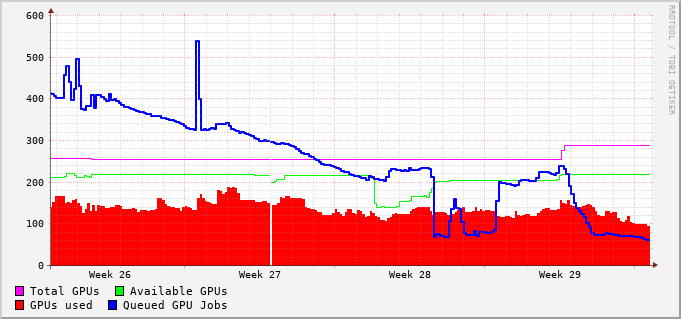 600
500
400
300
200
100
0
Week 26 Week 27 Week 28 Week 29
Total GPUs Available GPUs
GPUs used Queued GPU Jobs
RRDTOOL / TOBI OETIKER